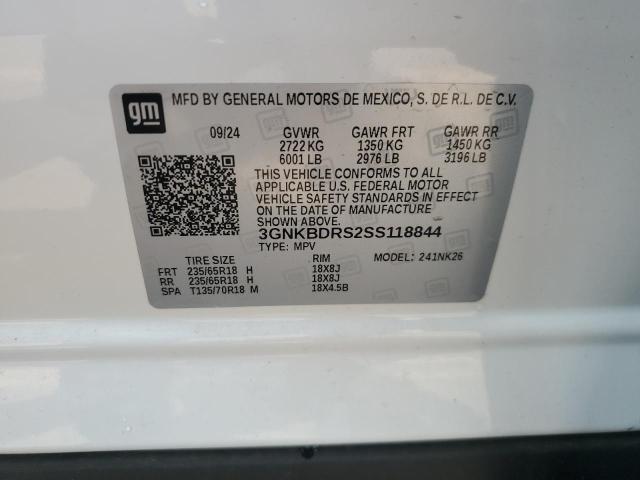 gm MFD BY GENERAL MOTORS DE MEXICO, S. DE R.L. DE C.V.
09/24 GVWR GAWR FRT GAWR RR
2722 KG 1350 KG 1450 KG
6001 LB 2976 LB 3196 LB
THIS VEHICLE CONFORMS TO ALL
APPLICABLE U.S. FEDERAL MOTOR
VEHICLE SAFETY STANDARDS IN EFFECT
ON THE DATE OF MANUFACTURE
SHOWN ABOVE.
3GNKBDRS2SS118844
TYPE: MPV MODEL: 241NK26
TIRE SIZE RIM
FRT 235/65R18 H 18X8J
RR 235/65R18 H 18X8J
SPA T135/70R18 M 18X4.5B